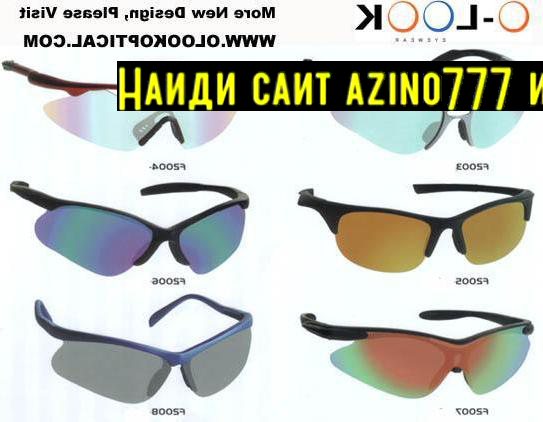 More New Design, Please Visit
O-LOOK
EYEWEAR
WWW.OLOOKOPTICAL.COM
Найди сайт AZINO777 и
F2004-
F2003
F2006-
F2005-
F2008-
F2007